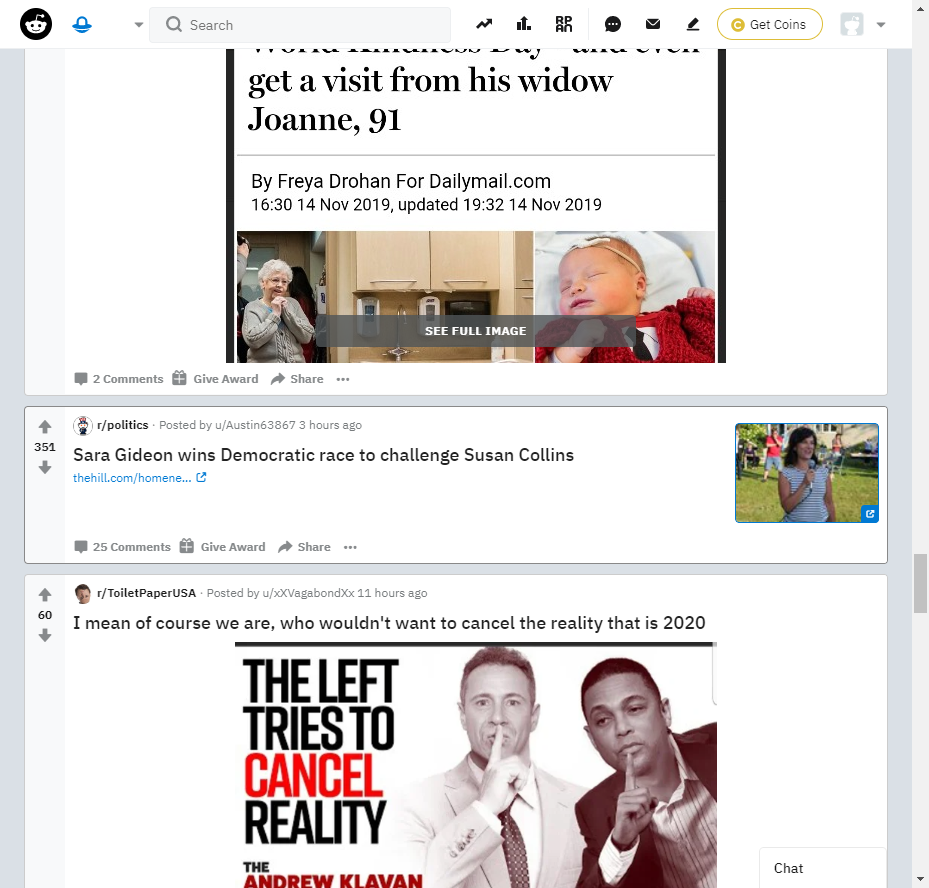 Search
Get Coins
World Kindness Day - and even
get a visit from his widow
Joanne, 91
By Freya Drohan For Dailymail.com
16:30 14 Nov 2019, updated 19:32 14 Nov 2019
SEE FULL IMAGE
2 Comments Give Award Share
351
r/politics · Posted by u/Austin63867 3 hours ago
Sara Gideon wins Democratic race to challenge Susan Collins
thehill.com/homene...
25 Comments Give Award Share
60
r/ToiletPaperUSA · Posted by u/xXVagabondXx 11 hours ago
I mean of course we are, who wouldn't want to cancel the reality that is 2020
THE LEFT
TRIES TO
CANCEL
REALITY
THE
ANDREW KLAVAN
Chat